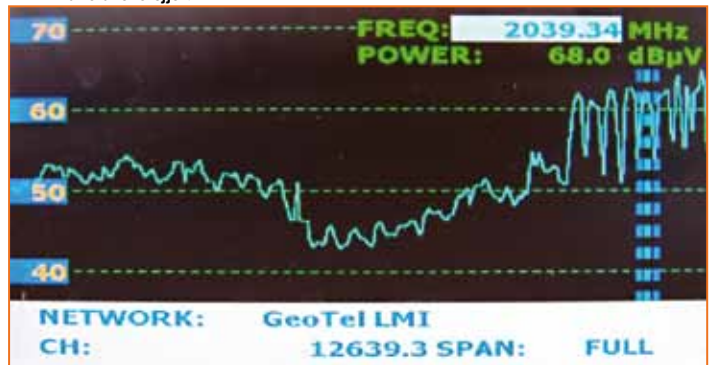 70
FREQ: 2039.34 MHz
POWER: 68.0 dBµV
60
50
40
NETWORK: GeoTel LMI
CH: 12639.3 SPAN: FULL